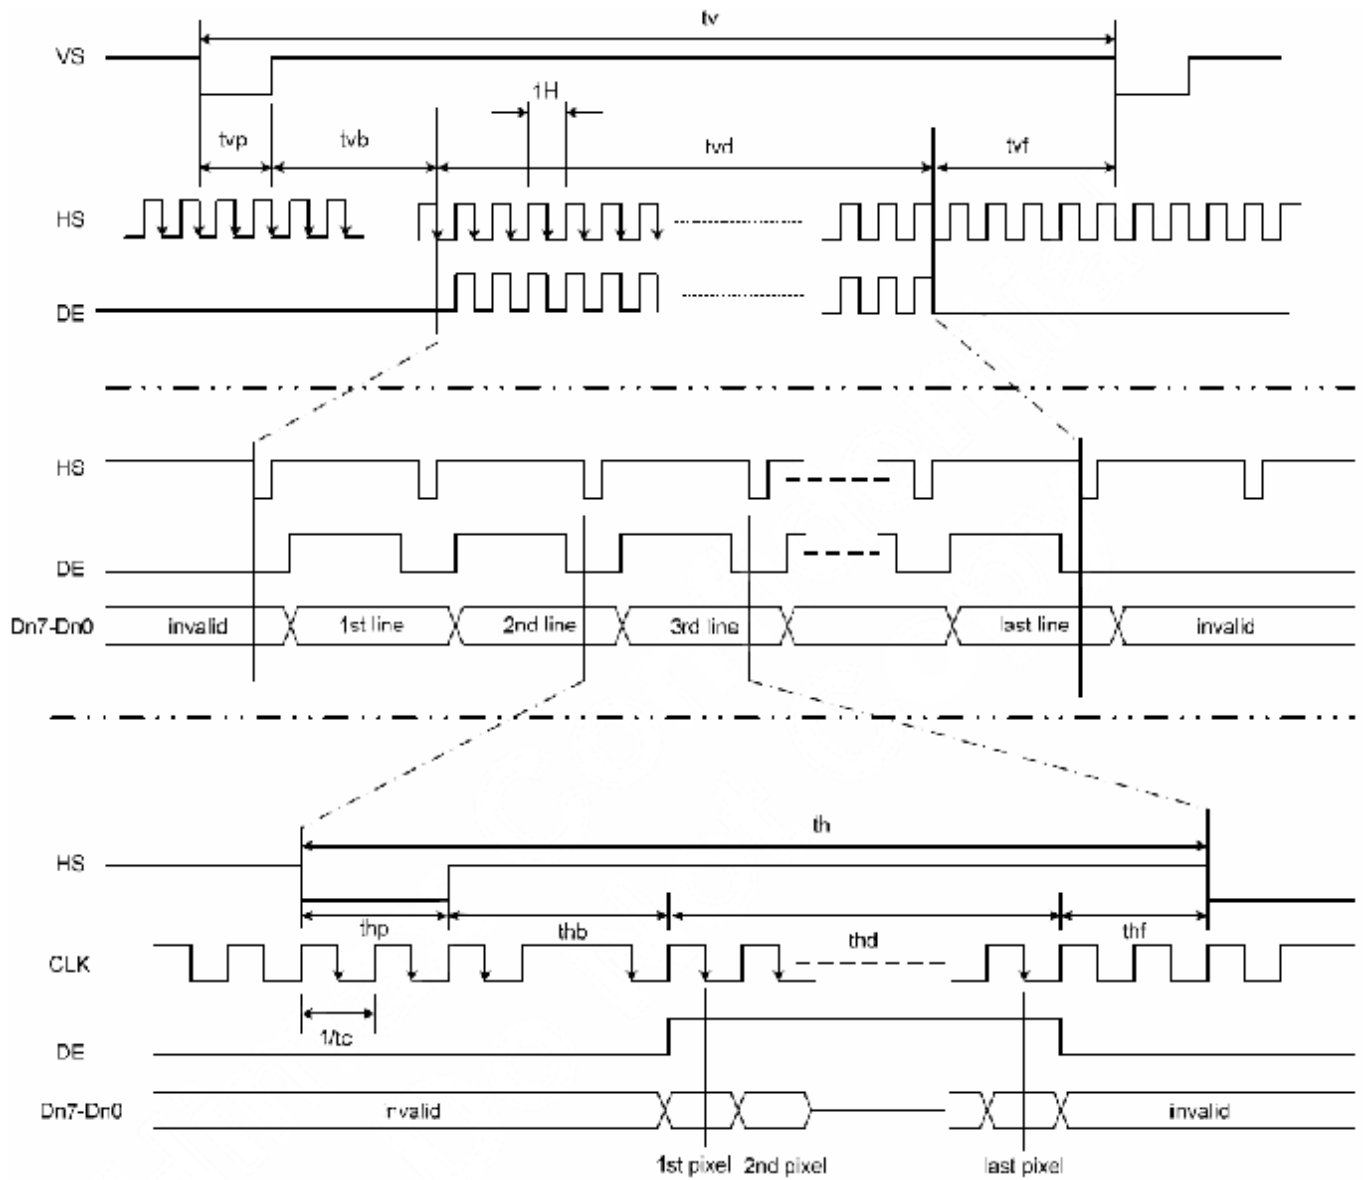 tv
VS
1H
tvp
tvb
tvd
tvf
HS
DE
HS
DE
Dn7-Dn0
invalid
1st line
2nd line
3rd line
last line
invalid
th
HS
thp
thb
thd
thf
CLK
1/tc
DE
Dn7-Dn0
invalid
invalid
1st pixel
2nd pixel
last pixel